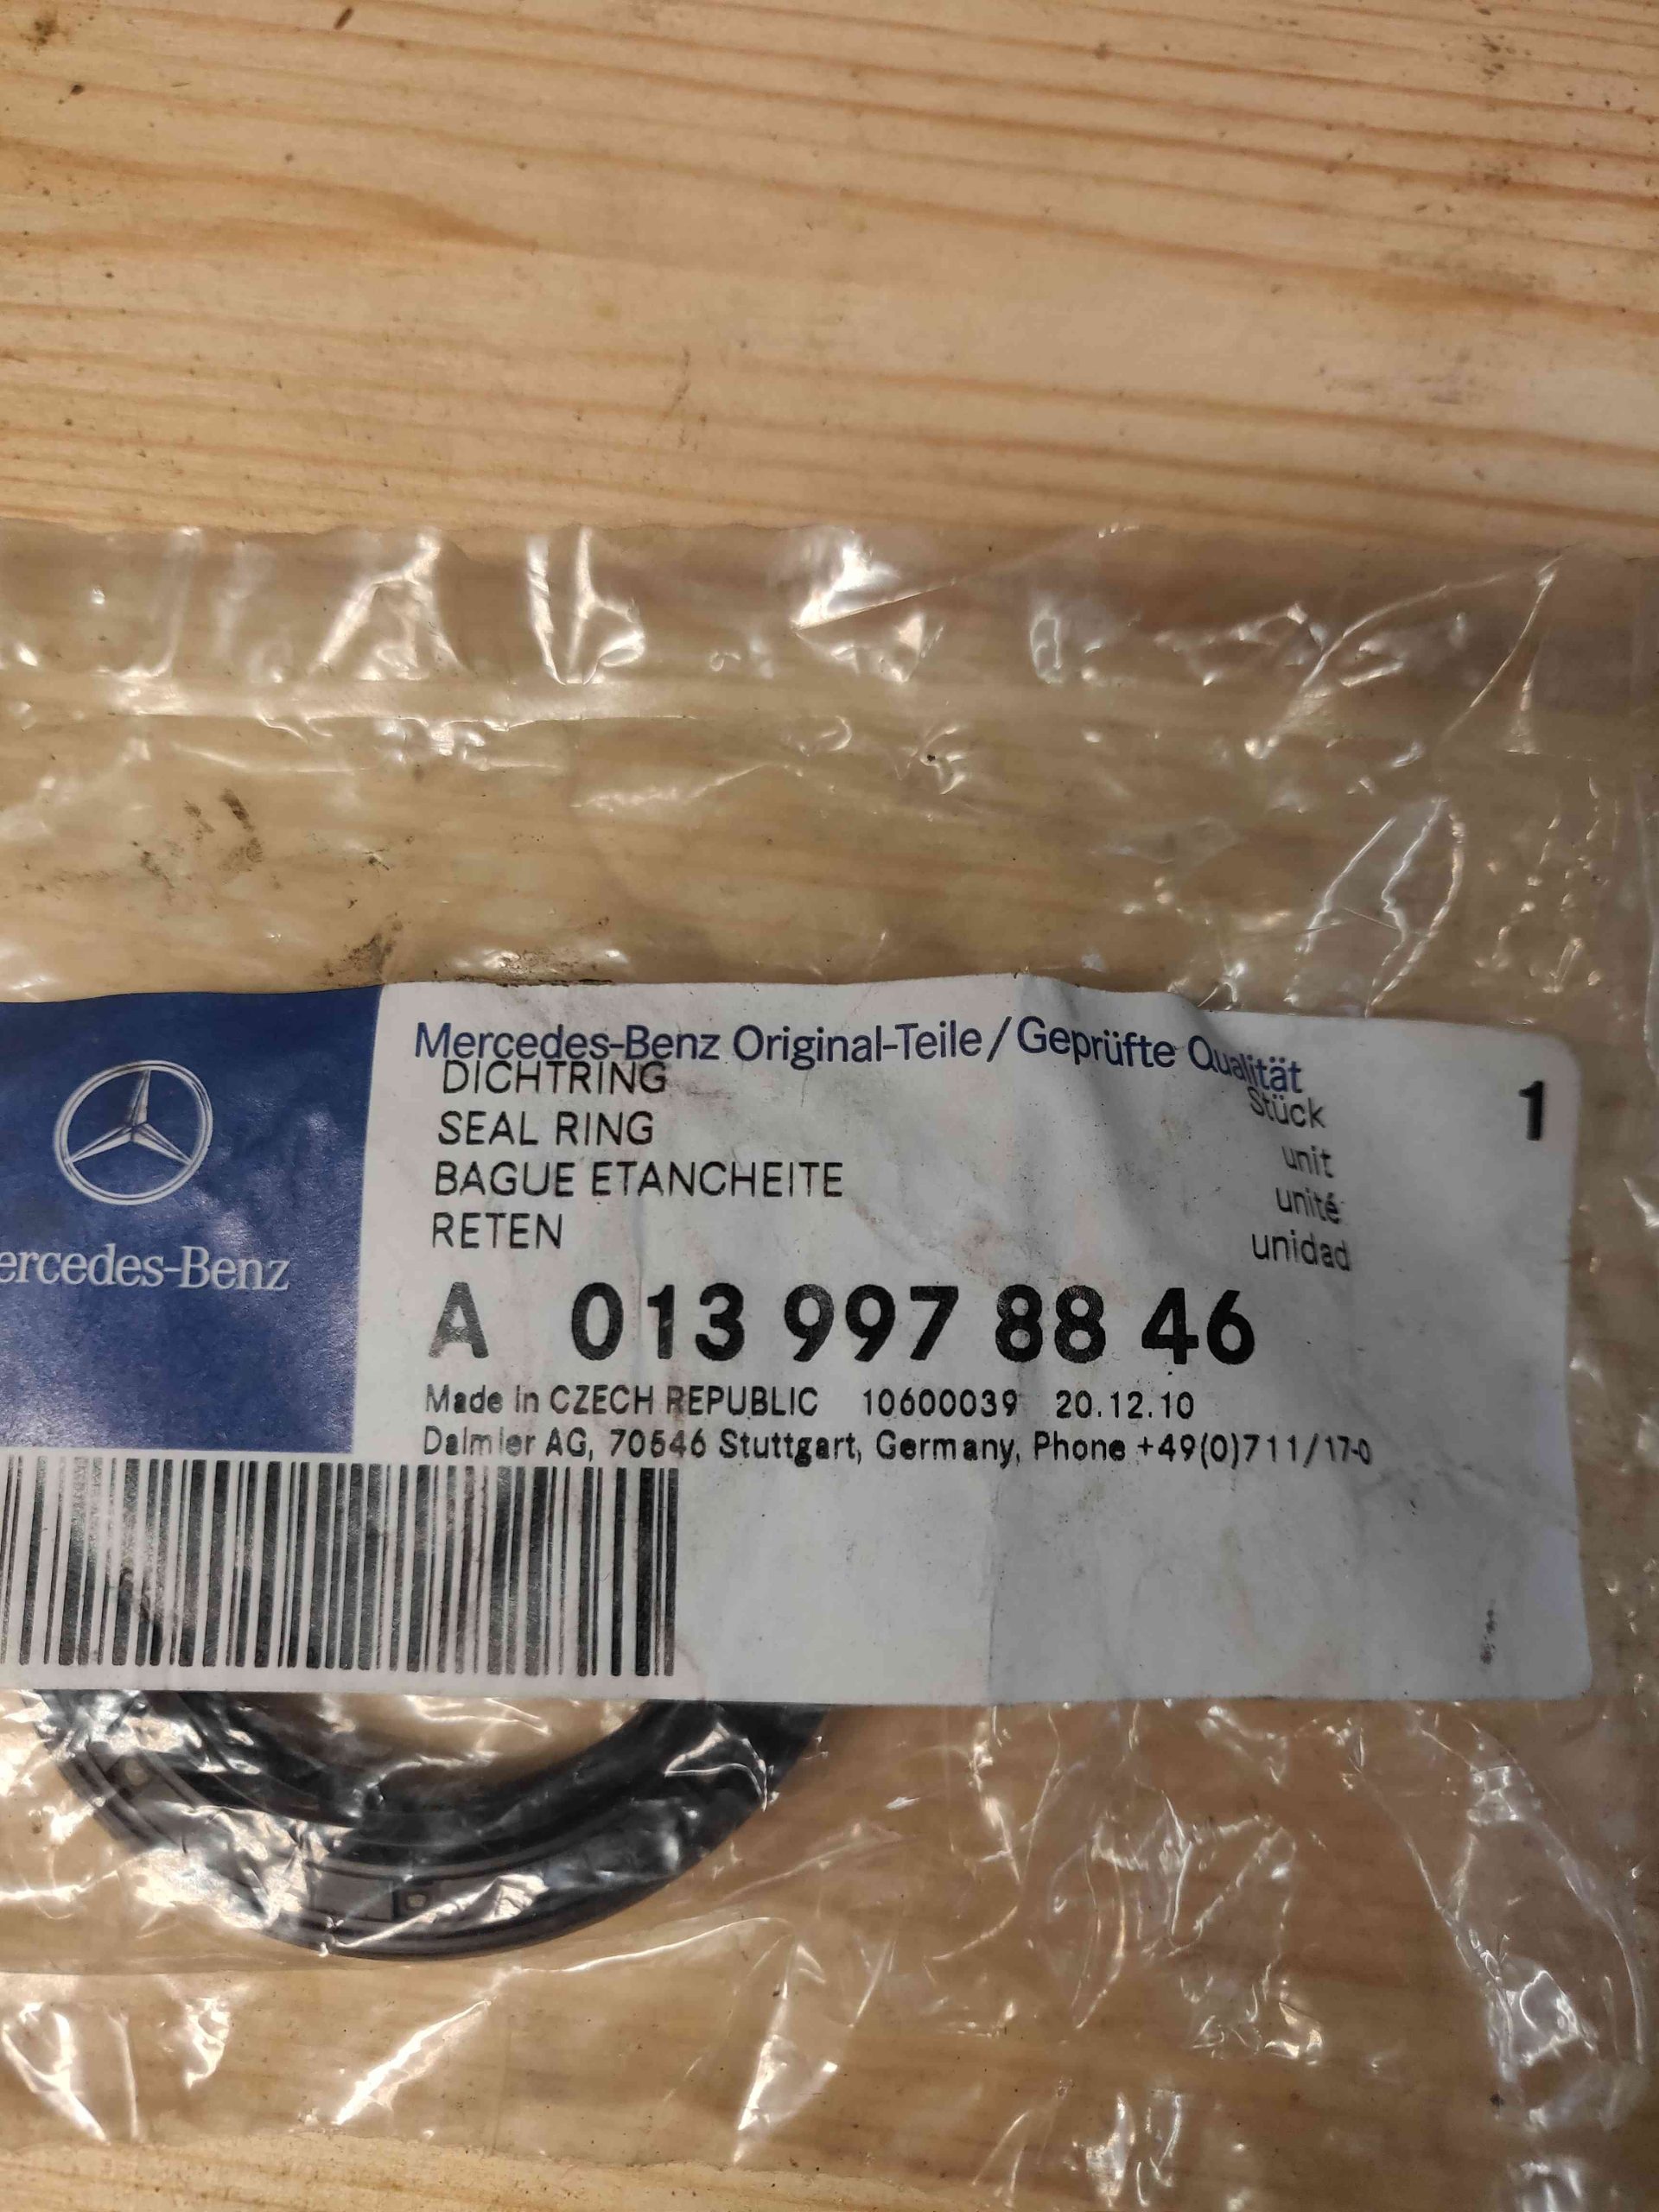 Mercedes-Benz Original-Teile/Geprüfte Qualität
DICHTRING
Stück
1
SEAL RING
unit
BAGUE ETANCHEITE
unité
RETEN
unidad
ercedes-Benz
A 013 997 88 46
Made in CZECH REPUBLIC 10600039 20.12.10
Daimler AG, 70546 Stuttgart, Germany, Phone +49(0)711/17-0